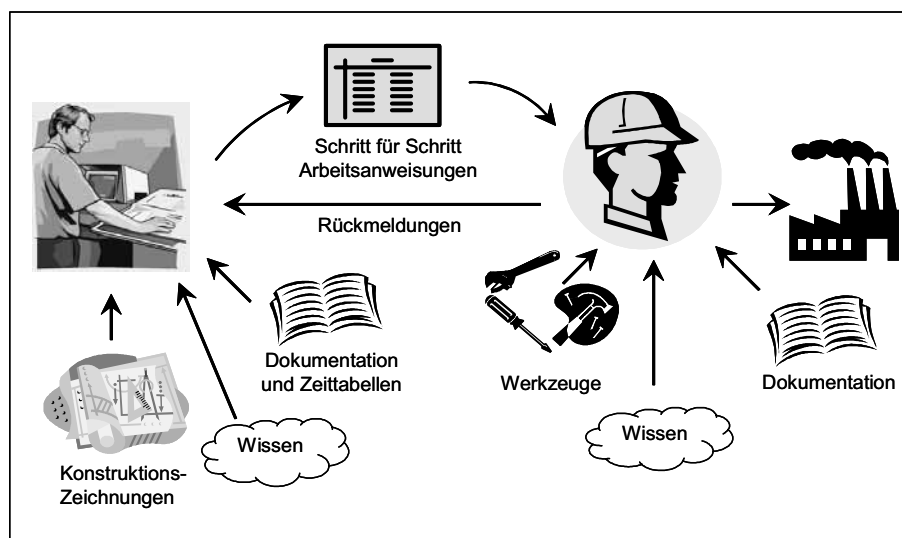 Schritt für Schritt
Arbeitsanweisungen
Rückmeldungen
Dokumentation
und Zeittabellen
Werkzeuge
Dokumentation
Wissen
Wissen
Konstruktions-
Zeichnungen